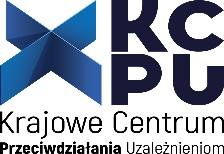 KC
PU
Krajowe Centrum
Przeciwdziałania Uzależnieniom